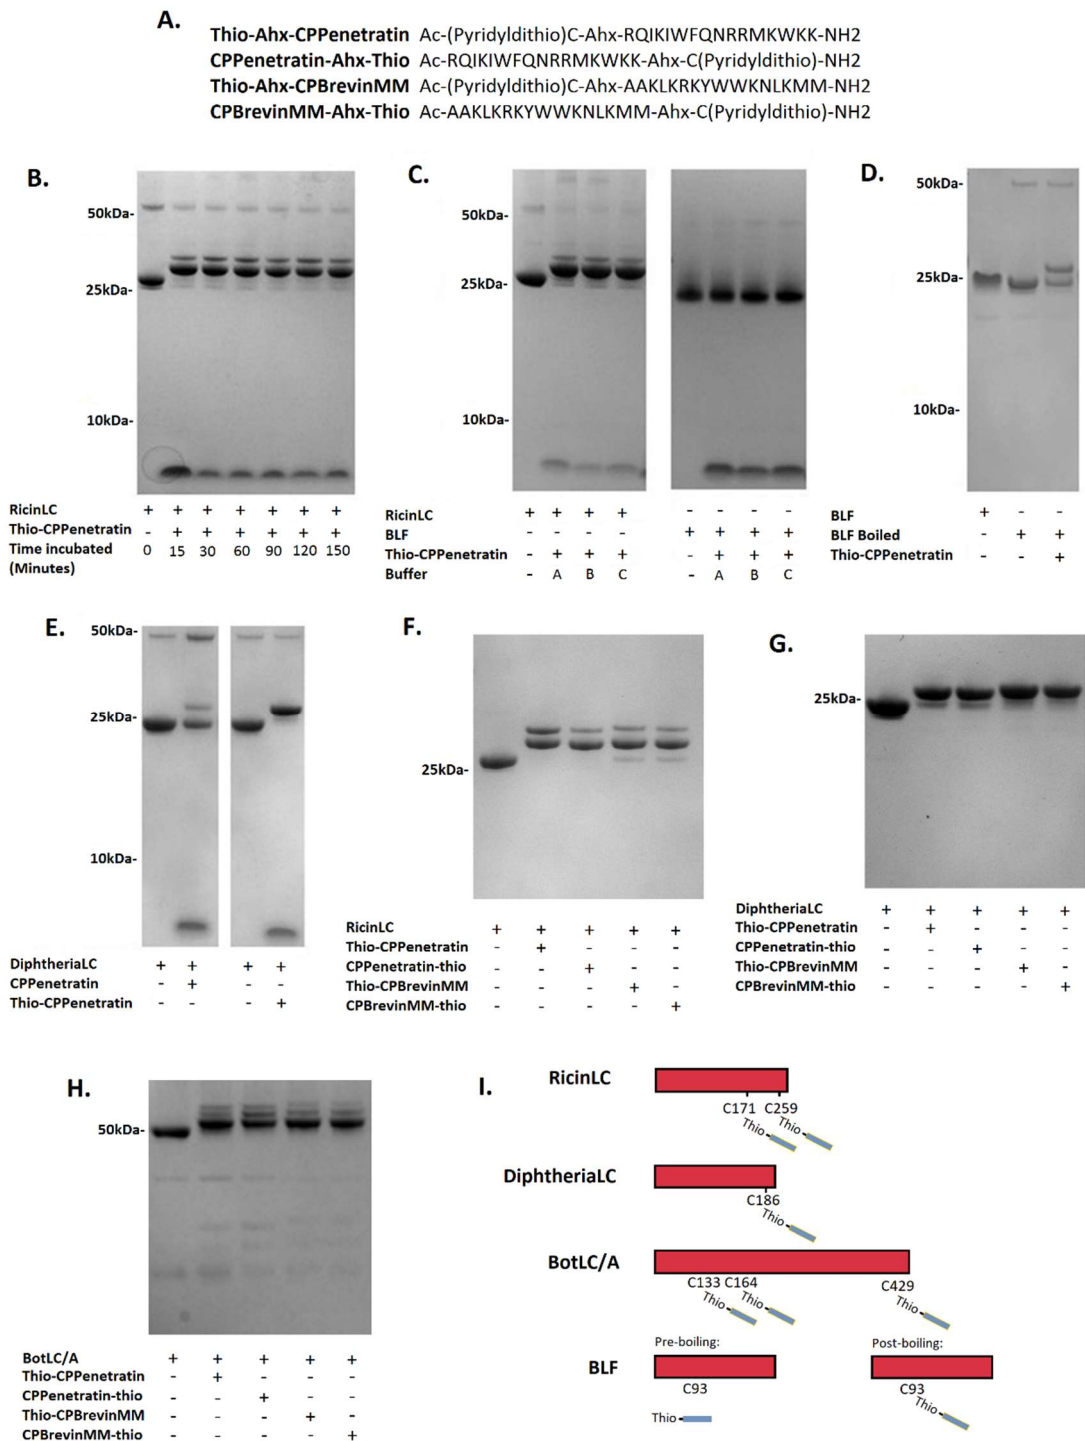 A.
Thio-Ahx-CPPenetratin Ac-(Pyridyldithio)C-Ahx-RQIKIWFQNRRMKWKK-NH2
CPPenetratin-Ahx-Thio Ac-RQIKIWFQNRRMKWKK-Ahx-C(Pyridyldithio)-NH2
Thio-Ahx-CPBrevinMM Ac-(Pyridyldithio)C-Ahx-AAKLKRKYWWKNLKMM-NH2
CPBrevinMM-Ahx-Thio Ac-AAKLKRKYWWKNLKMM-Ahx-C(Pyridyldithio)-NH2
B.
50kDa-
25kDa-
10kDa-
RicinLC + + + + + + +
Thio-CPPenetratin - + + + + + +
Time incubated 0 15 30 60 90 120 150
(Minutes)
C.
50kDa-
25kDa-
10kDa-
RicinLC + + + + - - - -
BLF - - - - + + + +
Thio-CPPenetratin - + + + - + + +
Buffer - A B C - A B C
D.
50kDa-
25kDa-
10kDa-
BLF + - -
BLF Boiled - + +
Thio-CPPenetratin - - +
E.
50kDa-
25kDa-
10kDa-
DiphtheriaLC + + + +
CPPenetratin - + - -
Thio-CPPenetratin - - - +
F.
25kDa-
RicinLC + + + + +
Thio-CPPenetratin - + - - -
CPPenetratin-thio - - + - -
Thio-CPBrevinMM - - - + -
CPBrevinMM-thio - - - - +
G.
25kDa-
DiphtheriaLC + + + + +
Thio-CPPenetratin - + - - -
CPPenetratin-thio - - + - -
Thio-CPBrevinMM - - - + -
CPBrevinMM-thio - - - - +
H.
50kDa-
BotLC/A + + + + +
Thio-CPPenetratin - + - - -
CPPenetratin-thio - - + - -
Thio-CPBrevinMM - - - + -
CPBrevinMM-thio - - - - +
I.
RicinLC
C171 C259
Thio Thio
DiphtheriaLC
C186
Thio
BotLC/A
C133 C164 C429
Thio Thio Thio
Pre-boiling: Post-boiling:
BLF
C93 C93
Thio Thio